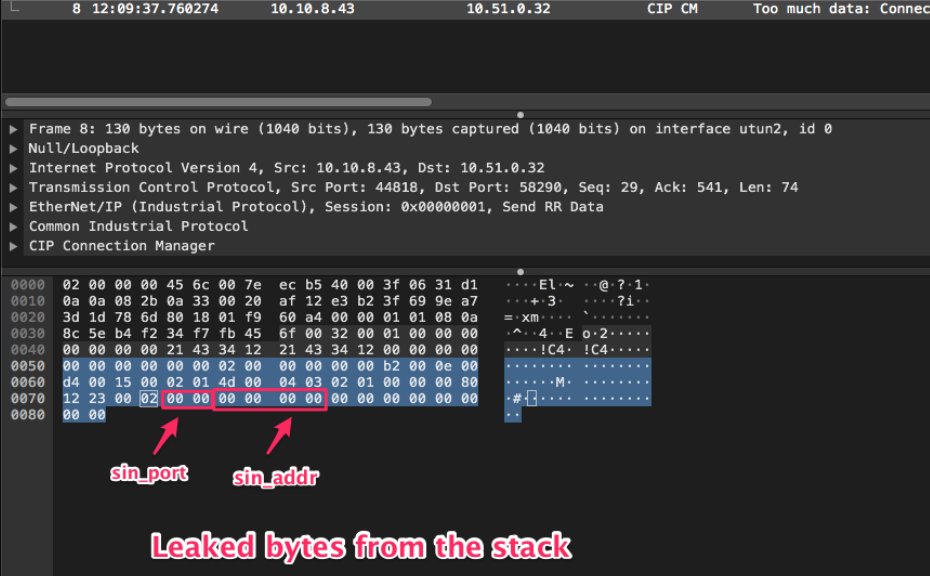 8 12:09:37.760274 10.10.8.43 10.51.0.32 CIP CM Too much data: Connec
Frame 8: 130 bytes on wire (1040 bits), 130 bytes captured (1040 bits) on interface utun2, id 0
Null/Loopback
Internet Protocol Version 4, Src: 10.10.8.43, Dst: 10.51.0.32
Transmission Control Protocol, Src Port: 44818, Dst Port: 58290, Seq: 29, Ack: 541, Len: 74
EtherNet/IP (Industrial Protocol), Session: 0x00000001, Send RR Data
Common Industrial Protocol
CIP Connection Manager
0000 02 00 00 00 45 6c 00 7e ec b5 40 00 3f 06 31 d1 ····El·~ ··@·?·1·
0010 0a 0a 08 2b 0a 33 00 20 af 12 e3 b2 3f 69 9e a7 ···+·3· ····?i··
0020 3d 1d 78 6d 80 18 01 f9 60 a4 00 00 01 01 08 0a =·xm···· `·······
0030 8c 5e b4 f2 34 f7 fb 45 6f 00 32 00 01 00 00 00 ·^··4··E o·2·····
0040 00 00 00 00 21 43 34 12 21 43 34 12 00 00 00 00 ····!C4· !C4·····
0050 00 00 00 00 00 00 02 00 00 00 00 00 b2 00 0e 00 ········ ········
0060 d4 00 15 00 02 01 4d 00 04 03 02 01 00 00 00 80 ······M· ········
0070 12 23 00 02 00 00 00 00 00 00 00 00 00 00 00 00 ·#······ ········
0080 00 00 ··
sin_port sin_addr
Leaked bytes from the stack